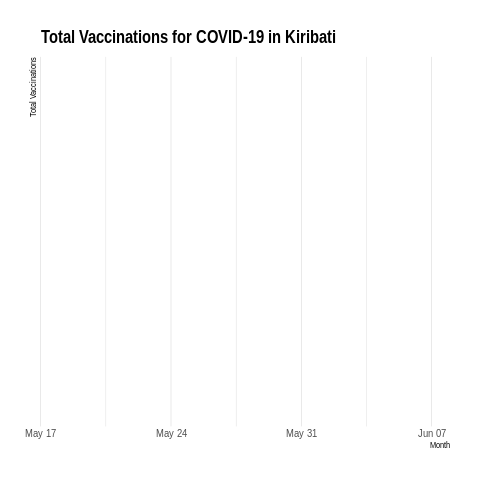 Total Vaccinations for COVID-19 in Kiribati
Total Vaccinations
May 17 May 24 May 31 Jun 07
Month